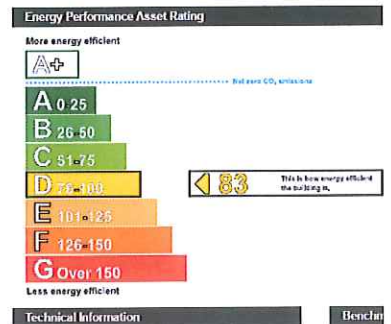 Energy Performance Asset Rating
More energy efficient
A+
Net zero CO₂ emissions
A 0-25
B 26-50
C 51-75
D 76-100
83 This is how energy efficient
the building is.
E 101-125
F 126-150
G Over 150
Less energy efficient
Technical Information